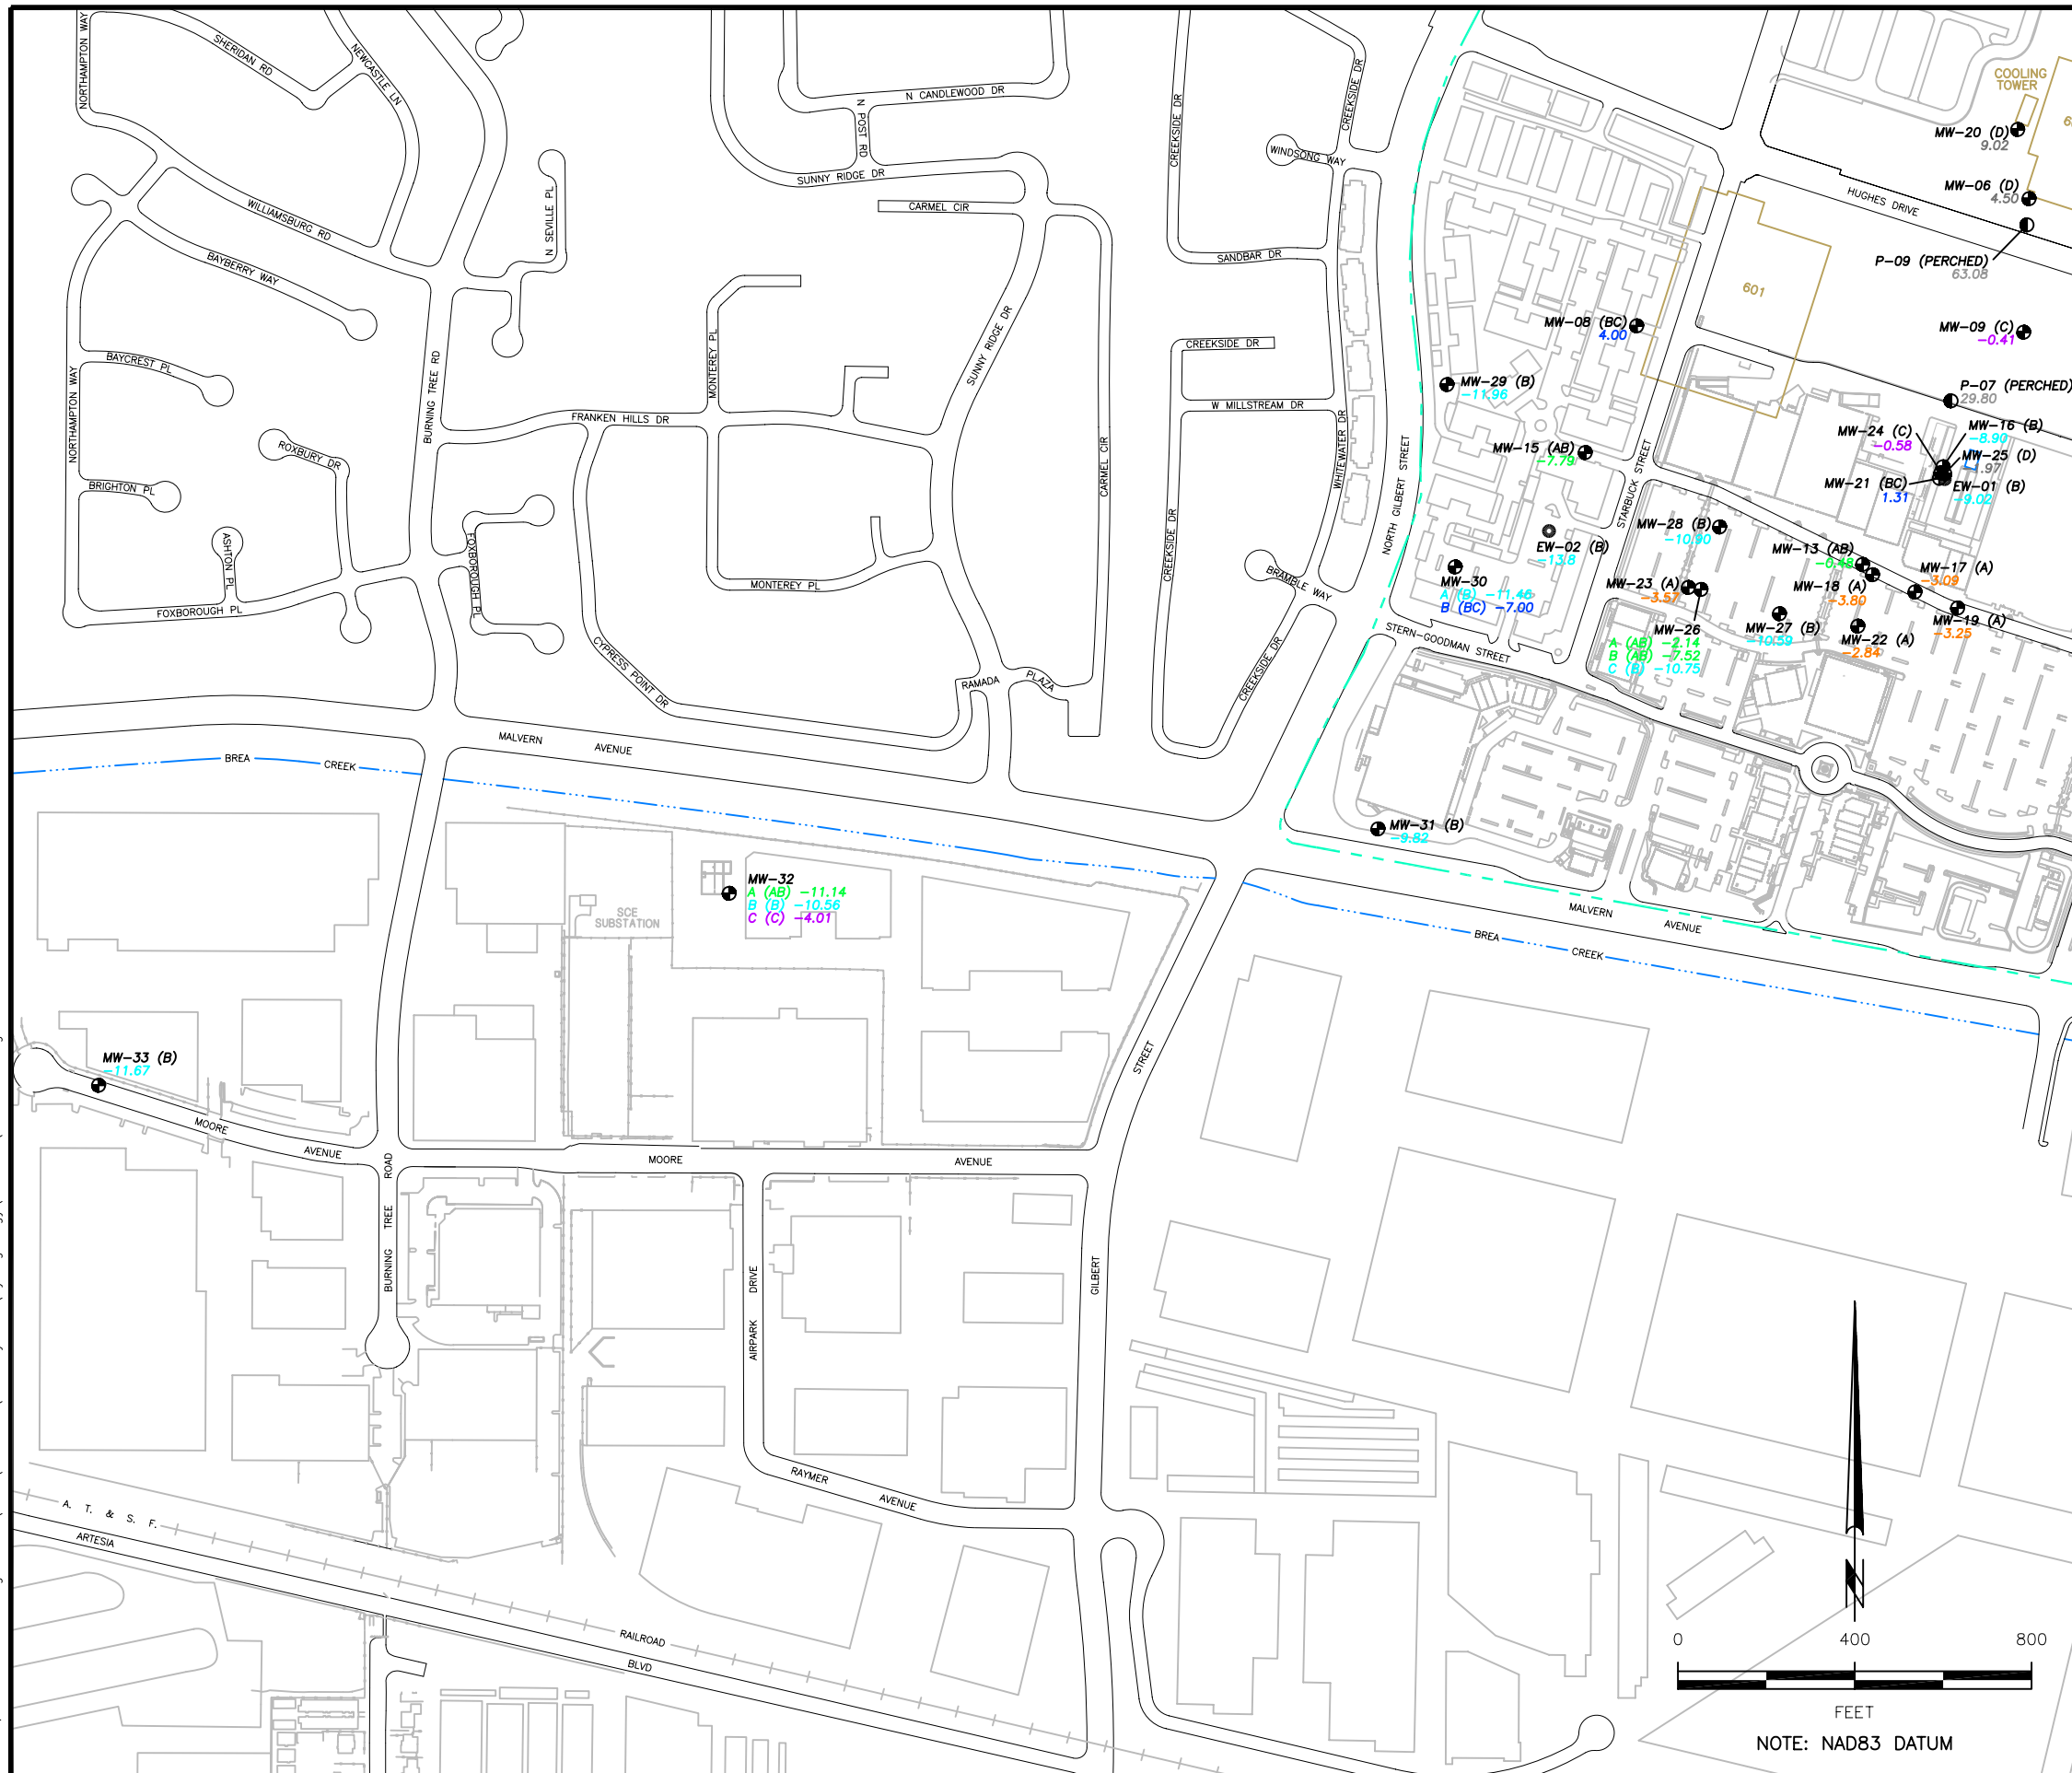 NORTHAMPTON WAY
SHERIDAN RD
NEWCASTLE LN
N CANDLEWOOD DR
N POST RD
SUNNY RIDGE DR
CREEKSIDE DR
CREEKSIDE DR
WINDSONG WAY
COOLING
TOWER
MW-20 (D)
9.02
MW-06 (D)
4.50
HUGHES DRIVE
P-09 (PERCHED)
63.08
601
WILLIAMSBURG RD
BAYBERRY WAY
N SEVILLE PL
CARMEL CIR
SANDBAR DR
MW-08 (BC)
4.00
MW-09 (C)
-0.41
BAYCREST PL
NORTHAMPTON WAY
BURNING TREE RD
MONTEREY PL
SUNNY RIDGE DR
CREEKSIDE DR
W MILLSTREAM DR
WHITEWATER DR
MW-29 (B)
-11.96
P-07 (PERCHED)
29.80
FRANKEN HILLS DR
CARMEL CIR
NORTH GILBERT STREET
MW-15 (AB)
-7.79
STARBUCK STREET
MW-24 (C)
-0.58
MW-16 (B)
-8.90
MW-25 (D)
-1.97
MW-21 (BC)
1.31
EW-01 (B)
-9.02
ROXBURY DR
BRIGHTON PL
ASHTON PL
FOXBOROUGH PL
FOXBOROUGH PL
CREEKSIDE DR
BRAMBLE WAY
MONTEREY PL
EW-02 (B)
-13.8
MW-28 (B)
-10.90
MW-13 (AB)
-0.48
MW-17 (A)
-3.09
MW-30
A (B) -11.46
B (BC) -7.00
MW-23 (A)
-3.57
MW-18 (A)
-3.80
MW-19 (A)
-3.25
MW-26
A (AB) -2.14
B (AB) -7.52
C (B) -10.75
MW-27 (B)
-10.59
MW-22 (A)
-2.84
STERN-GOODMAN STREET
CYPRESS POINT DR
RAMADA PLAZA
CREEKSIDE DR
MALVERN AVENUE
BREA CREEK
MW-31 (B)
-9.82
MW-32
A (AB) -11.14
B (B) -10.56
C (C) -4.01
SCE
SUBSTATION
MALVERN AVENUE
BREA CREEK
MW-33 (B)
-11.67
MOORE AVENUE
MOORE AVENUE
STREET
GILBERT
BURNING TREE ROAD
AIRPARK DRIVE
RAYMER AVENUE
A. T. & S. F.
RAILROAD
ARTESIA
BLVD
N
0 400 800
FEET
NOTE: NAD83 DATUM